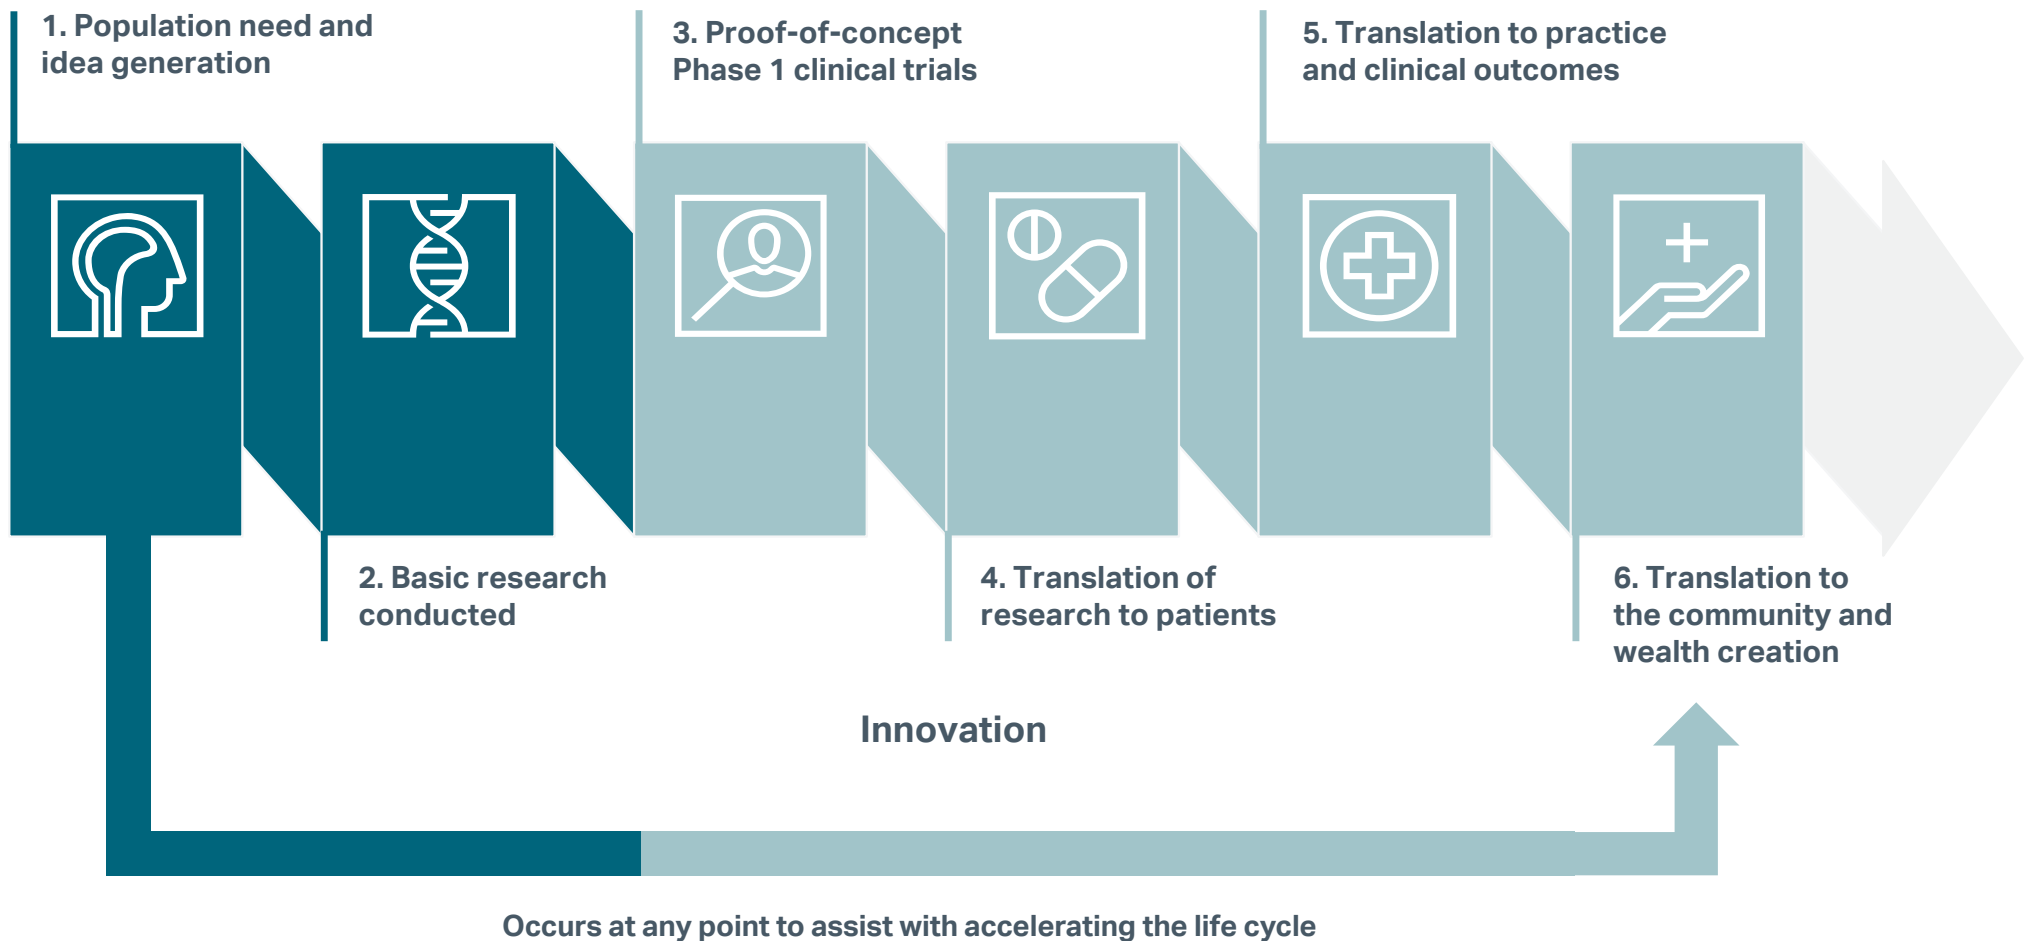 1. Population need and
idea generation
3. Proof-of-concept
Phase 1 clinical trials
5. Translation to practice
and clinical outcomes
2. Basic research
conducted
4. Translation of
research to patients
6. Translation to
the community and
wealth creation
Innovation
Occurs at any point to assist with accelerating the life cycle